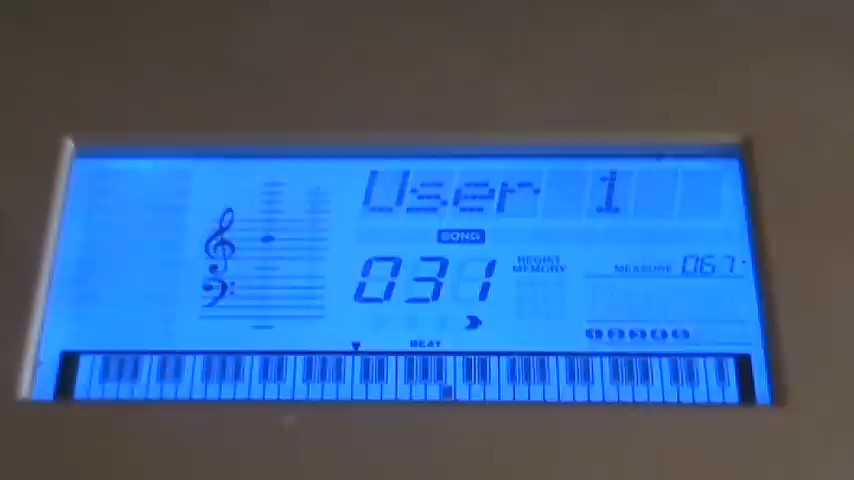 User 1
SONG
031
REGIST
MEMORY
MEASURE 067
BEAT